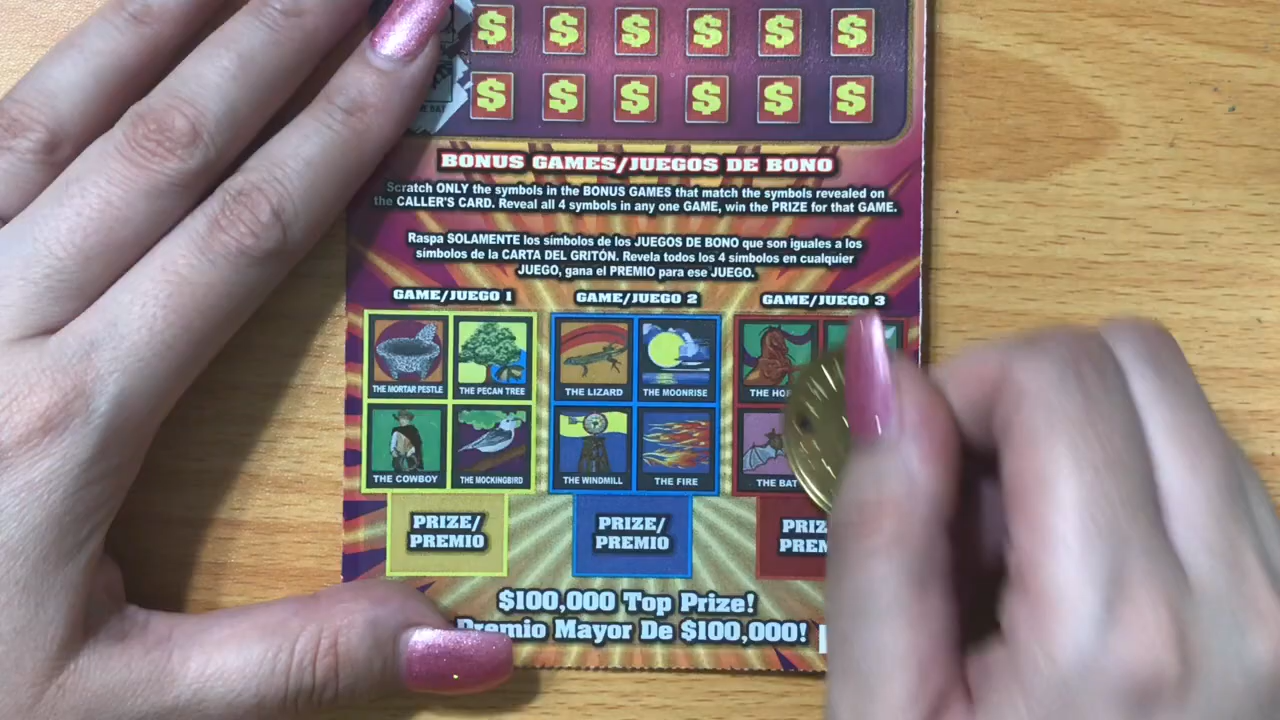 $ $ $ $ $ $
$ $ $ $ $ $
BONUS GAMES/JUEGOS DE BONO
Scratch ONLY the symbols in the BONUS GAMES that match the symbols revealed on
the CALLER'S CARD. Reveal all 4 symbols in any one GAME, win the PRIZE for that GAME.
Raspa SOLAMENTE los símbolos de los JUEGOS DE BONO que son iguales a los
símbolos de la CARTA DEL GRITÓN. Revela todos los 4 símbolos en cualquier
JUEGO, gana el PREMIO para ese JUEGO.
GAME/JUEGO 1 GAME/JUEGO 2 GAME/JUEGO 3
THE MORTAR PESTLE THE PECAN TREE THE LIZARD THE MOONRISE THE
THE COWBOY THE MOCKINGBIRD THE WINDMILL THE FIRE THE BAT
PRIZE/ PRIZE/
PREMIO PREMIO
$100,000 Top Prize!
Premio Mayor De $100,000!